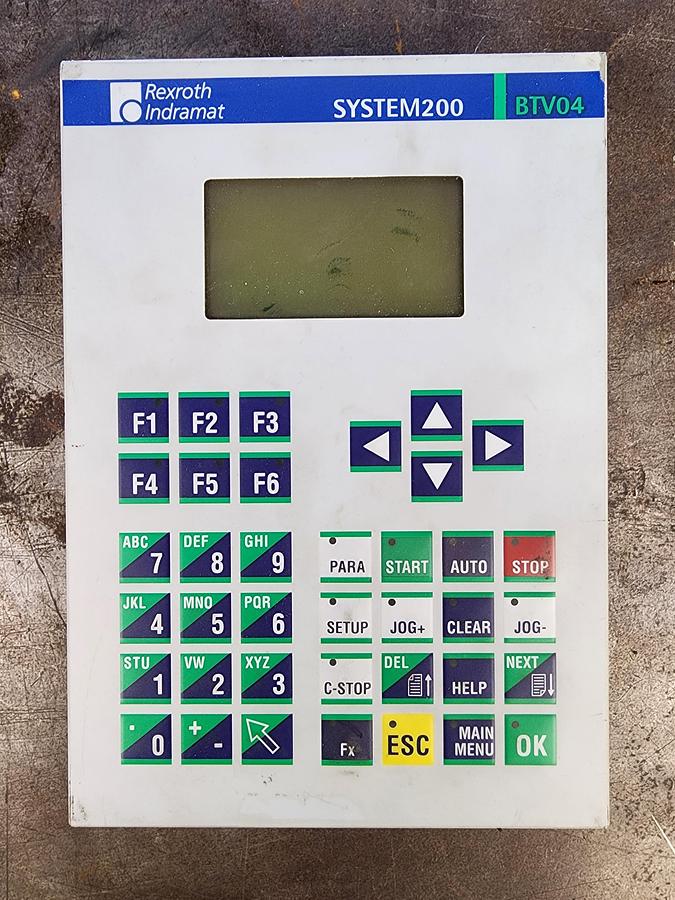 Rexroth
Indramat
SYSTEM200
BTV04
F1 F2 F3
F4 F5 F6
ABC 7 DEF 8 GHI 9
PARA START AUTO STOP
JKL 4 MNO 5 PQR 6
SETUP JOG+ CLEAR JOG-
STU 1 VW 2 XYZ 3
C-STOP DEL HELP NEXT
. 0 + -
Fx ESC MAIN MENU OK